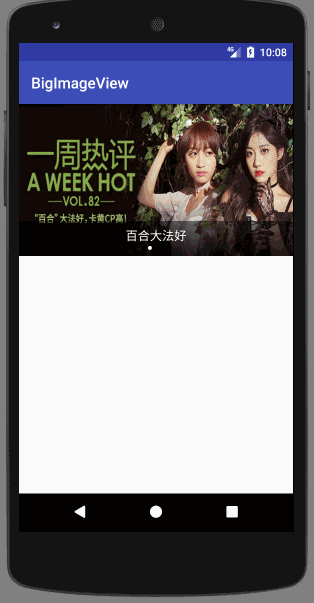 4G 10:08
BigImageView
一周热评
A WEEK HOT
VOL.82
“百合”大法好，卡黄CP高！
百合大法好